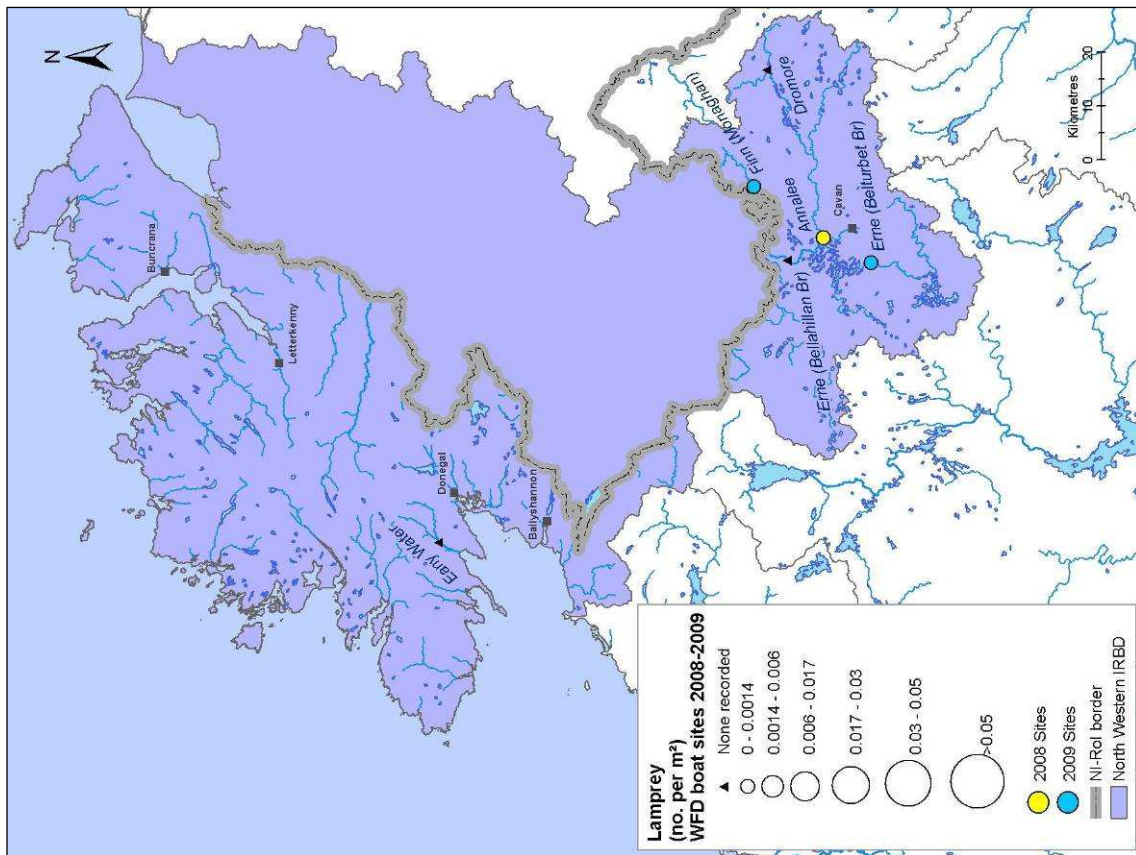 N
Buncrana
Letterkenny
Donegal
Ballyshannon
Eany Water
Finn (Monaghan)
Dromore
Annalee
Cavan
Erne (Bellahillan Br)
Erne (Belturbet Br)
Kilometres
0 10 20
Lamprey
(no. per m²)
WFD boat sites 2008-2009
None recorded
0 - 0.0014
0.0014 - 0.006
0.006 - 0.017
0.017 - 0.03
0.03 - 0.05
>0.05
2008 Sites
2009 Sites
NI-RoI border
North Western IRBD